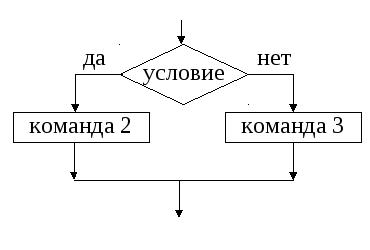 да
нет
условие
команда 2
команда 3